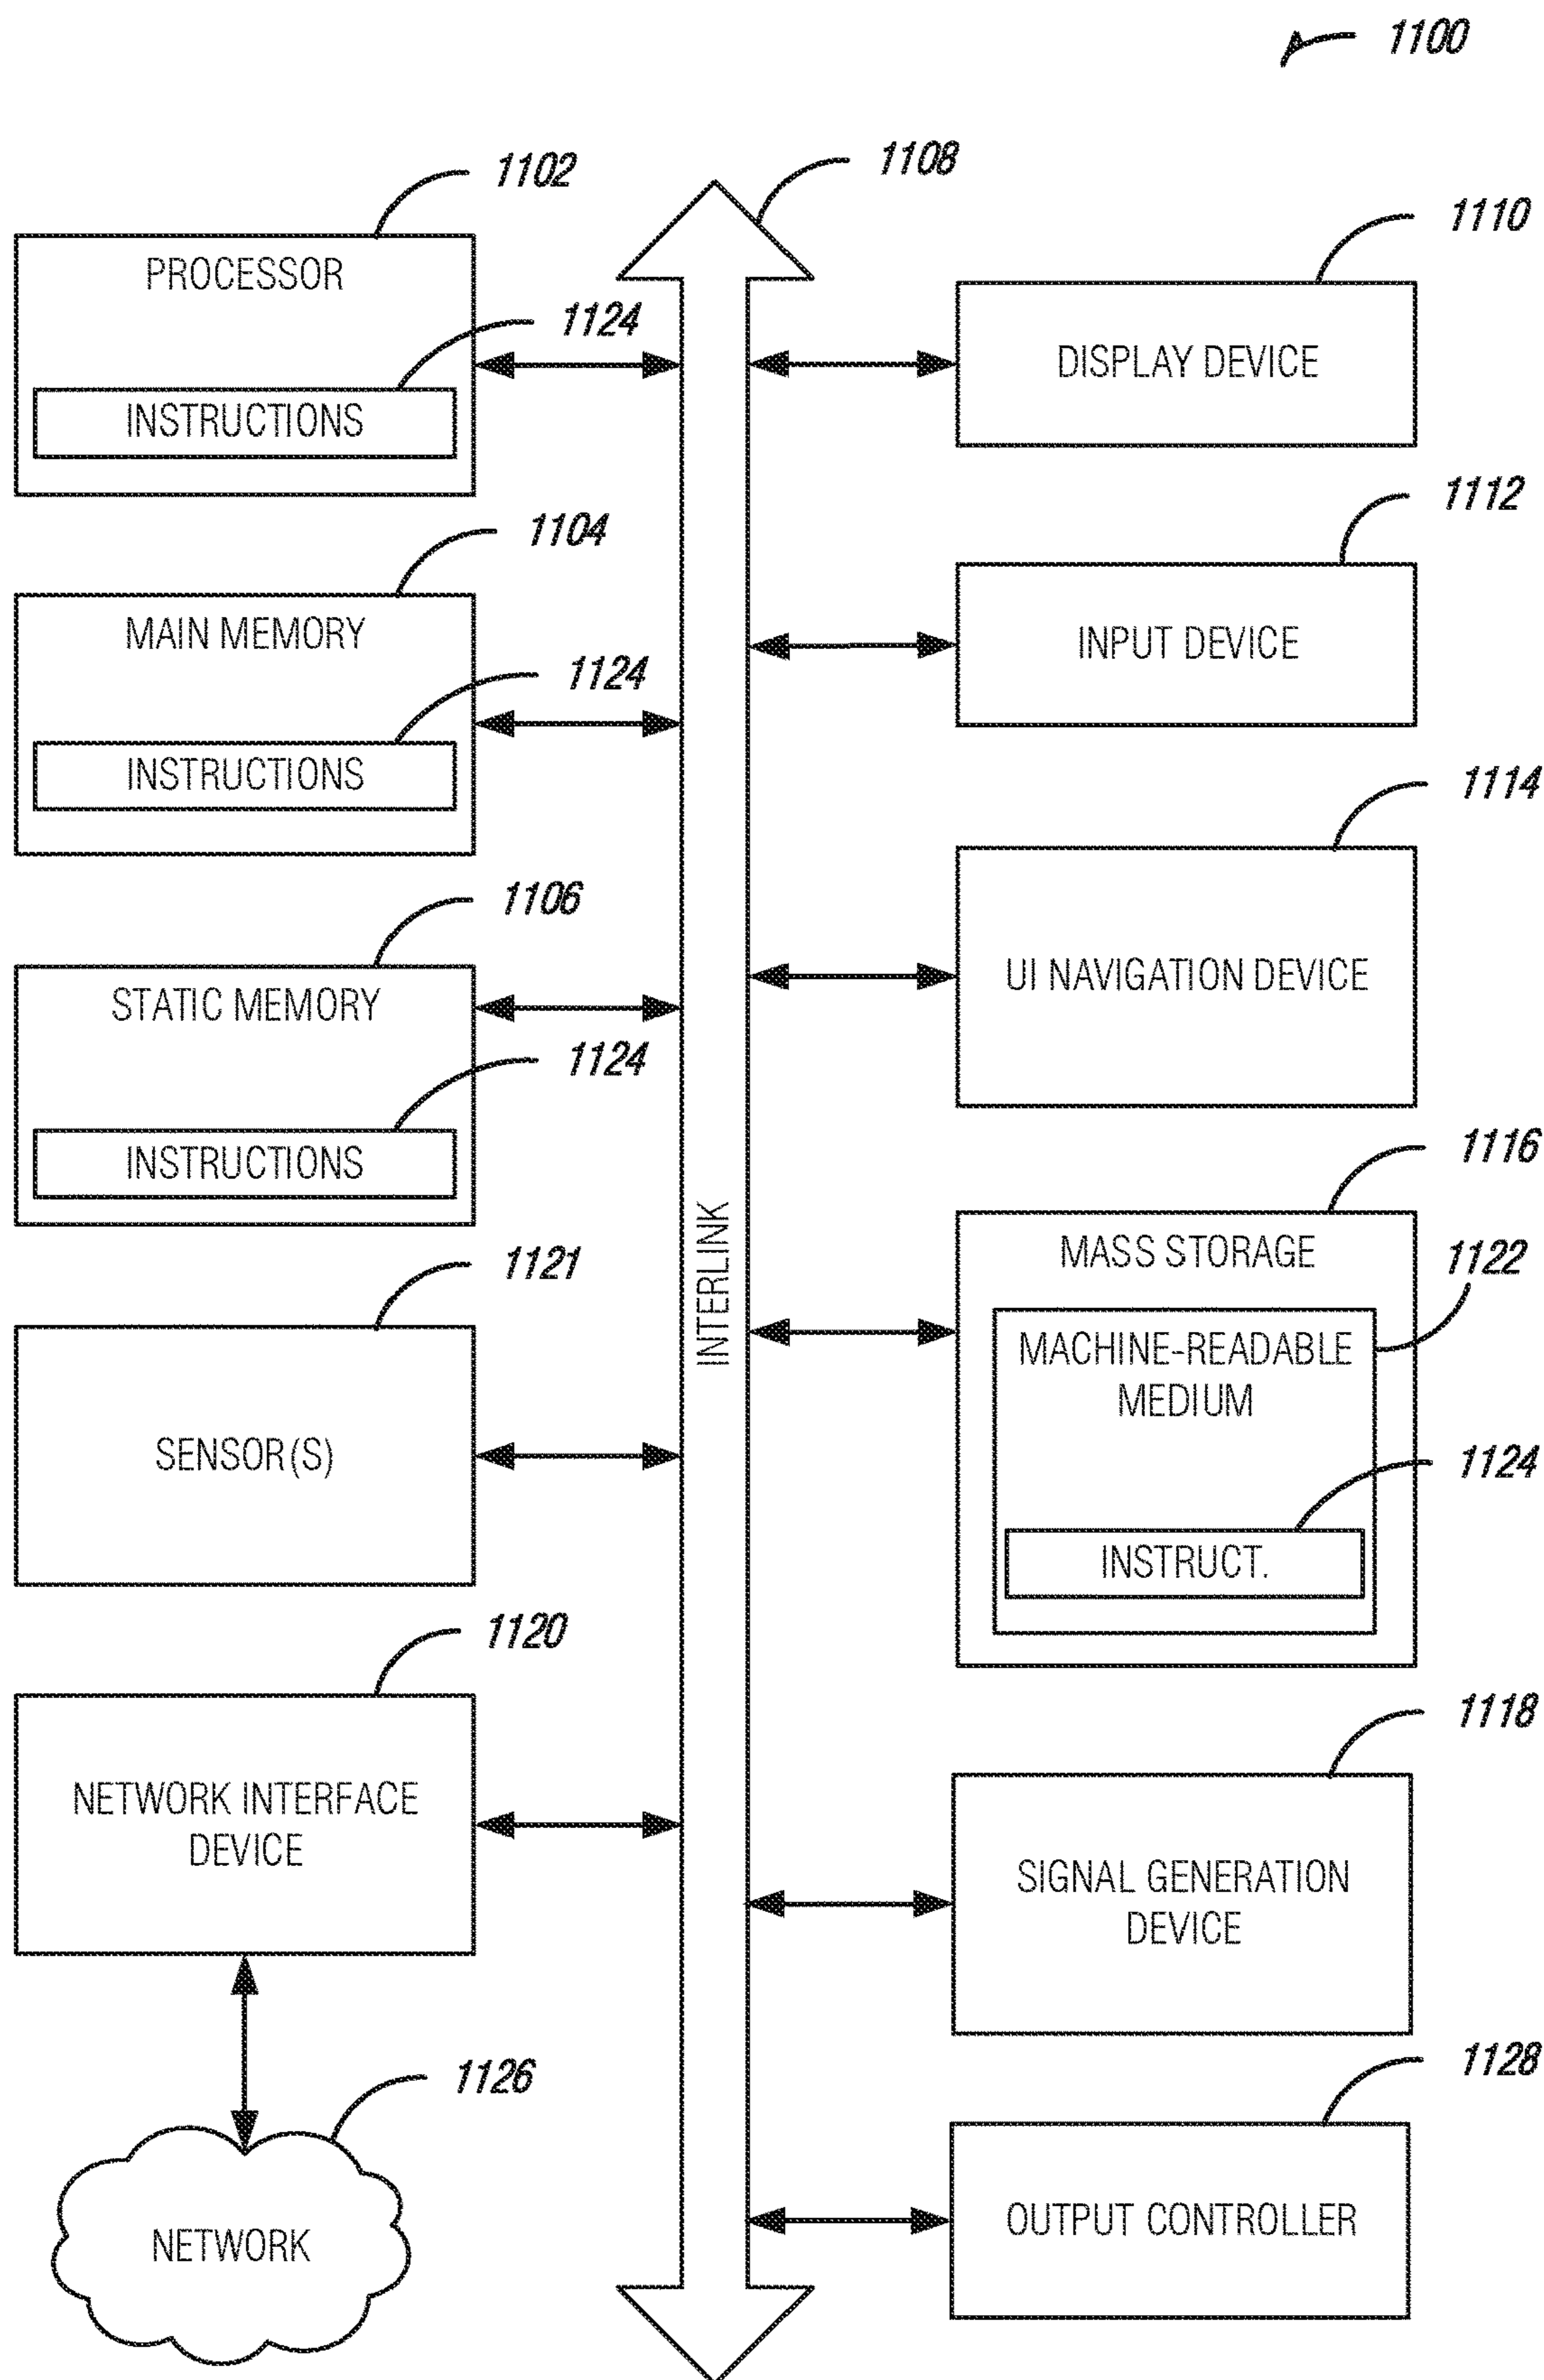 1100
1102
PROCESSOR
1124
INSTRUCTIONS
1104
MAIN MEMORY
1124
INSTRUCTIONS
1106
STATIC MEMORY
1124
INSTRUCTIONS
1121
SENSOR(S)
1120
NETWORK INTERFACE
DEVICE
1126
NETWORK
1108
INTERLINK
1110
DISPLAY DEVICE
1112
INPUT DEVICE
1114
UI NAVIGATION DEVICE
1116
MASS STORAGE
1122
MACHINE-READABLE
MEDIUM
1124
INSTRUCT.
1118
SIGNAL GENERATION
DEVICE
1128
OUTPUT CONTROLLER